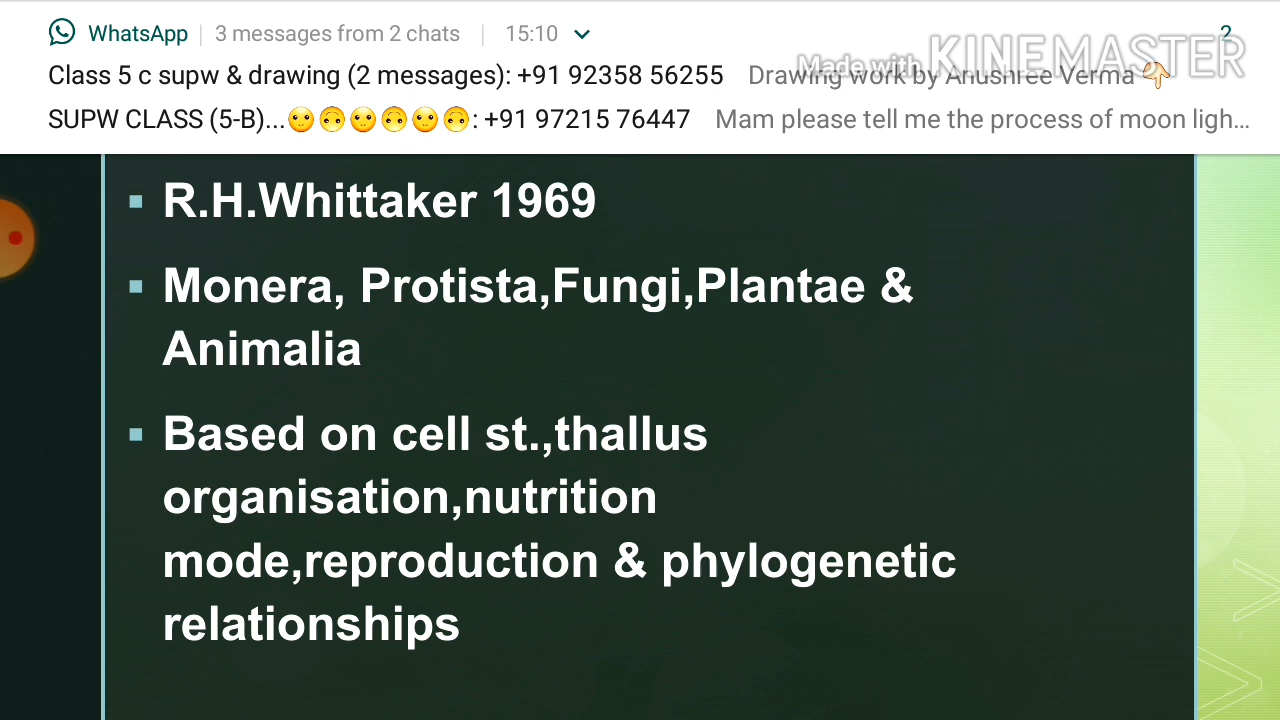 WhatsApp | 3 messages from 2 chats | 15:10
2
Made with KINEMASTER
Class 5 c supw & drawing (2 messages): +91 92358 56255 Drawing work by Anushree Verma 👇
SUPW CLASS (5-B)...🙂🙃🙂🙃🙂🙃: +91 97215 76447 Mam please tell me the process of moon ligh...
▪ R.H.Whittaker 1969
▪ Monera, Protista,Fungi,Plantae &
Animalia
▪ Based on cell st.,thallus
organisation,nutrition
mode,reproduction & phylogenetic
relationships